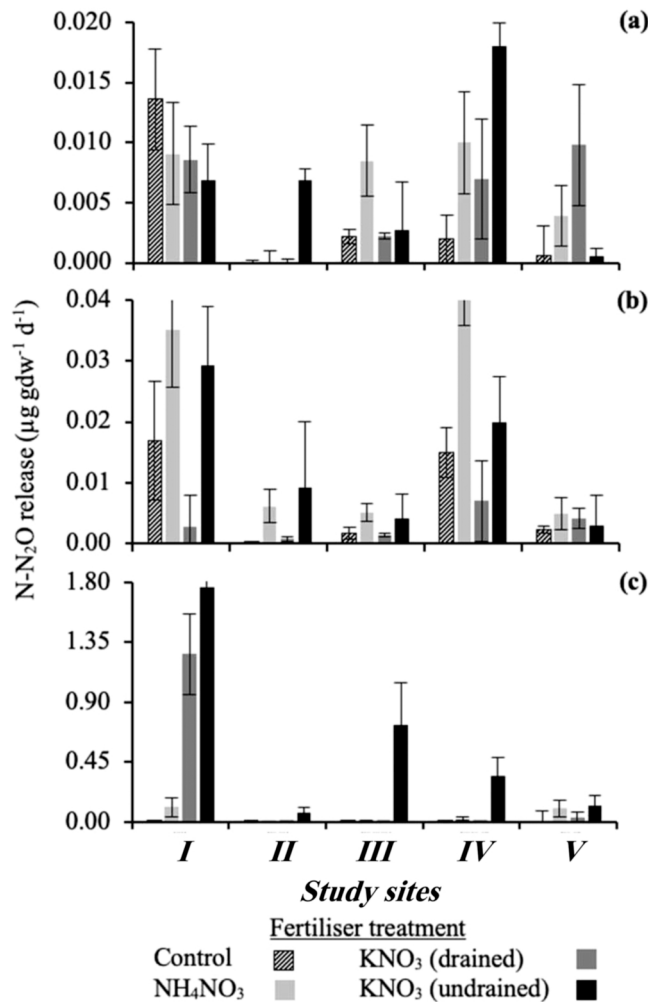 (a)
0.020
0.015
0.010
0.005
0.000
(b)
0.04
0.03
0.02
0.01
0.00
N-N₂O release (µg gdw⁻¹ d⁻¹)
(c)
1.80
1.35
0.90
0.45
0.00
I II III IV V
Study sites
Fertiliser treatment
Control KNO₃ (drained)
NH₄NO₃ KNO₃ (undrained)